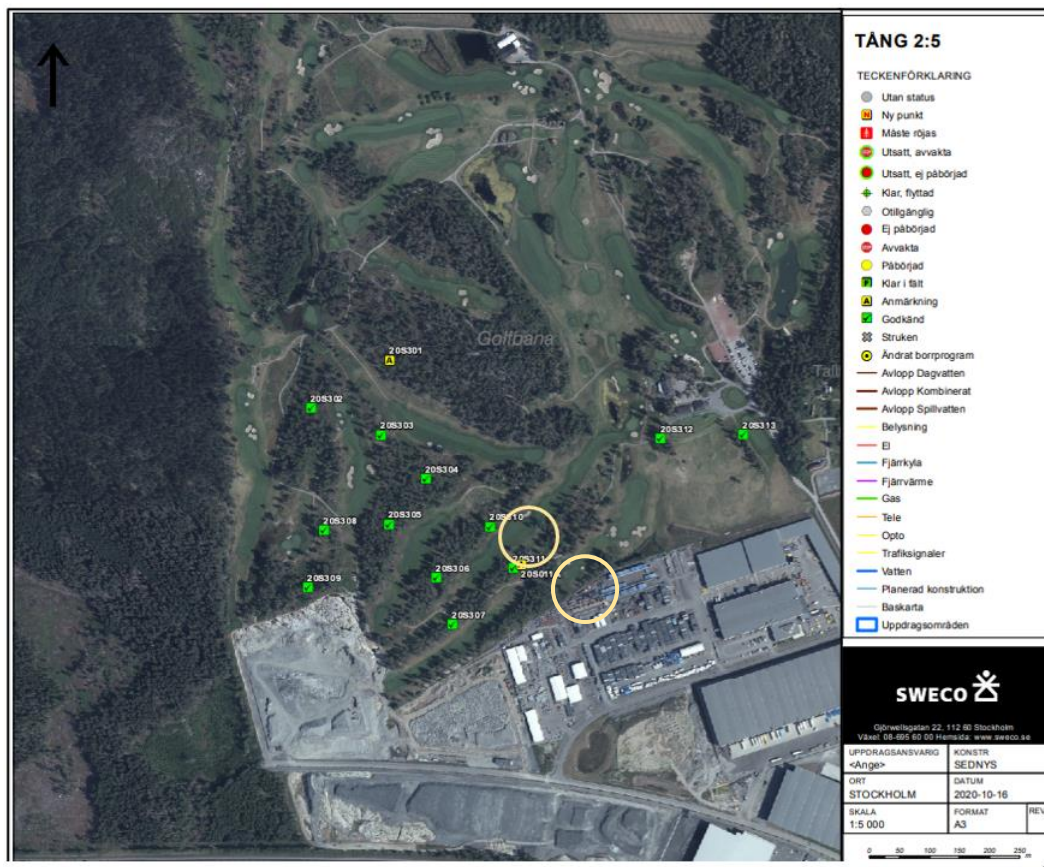 TÅNG 2:5
TECKENFÖRKLARING
Utan status
N Ny punkt
Måste röjas
Utsatt, avvakta
Utsatt, ej påbörjad
Klar, flyttad
Otillgänglig
Ej påbörjad
Avvakta
Påbörjad
F Klar i fält
A Anmärkning
Godkänd
Struken
Ändrat borrprogram
Avlopp Dagvatten
Avlopp Kombinerat
Avlopp Spillvatten
Belysning
El
Fjärrkyla
Fjärrvärme
Gas
Tele
Opto
Trafiksignaler
Vatten
Planerad konstruktion
Baskarta
Uppdragsområden
Golfbana
20S301
A
20S302
20S303
20S312
20S313
20S304
20S305
20S308
20S310
20S311
20S011
20S306
20S309
20S307
SWECO
Gjörwellsgatan 22, 112 60 Stockholm
Växel: 08-695 60 00 Hemsida: www.sweco.se
UPPDRAGSANSVARIG
<Ange>
KONSTR
SEDNYS
ORT
STOCKHOLM
DATUM
2020-10-16
SKALA
1:5 000
FORMAT
A3
REV
0 50 100 150 200 250 m